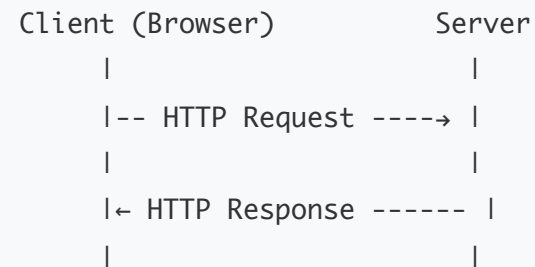 Client (Browser)          Server
     |                       |
     |-- HTTP Request ----→ |
     |                       |
     |← HTTP Response ------ |
     |                       |